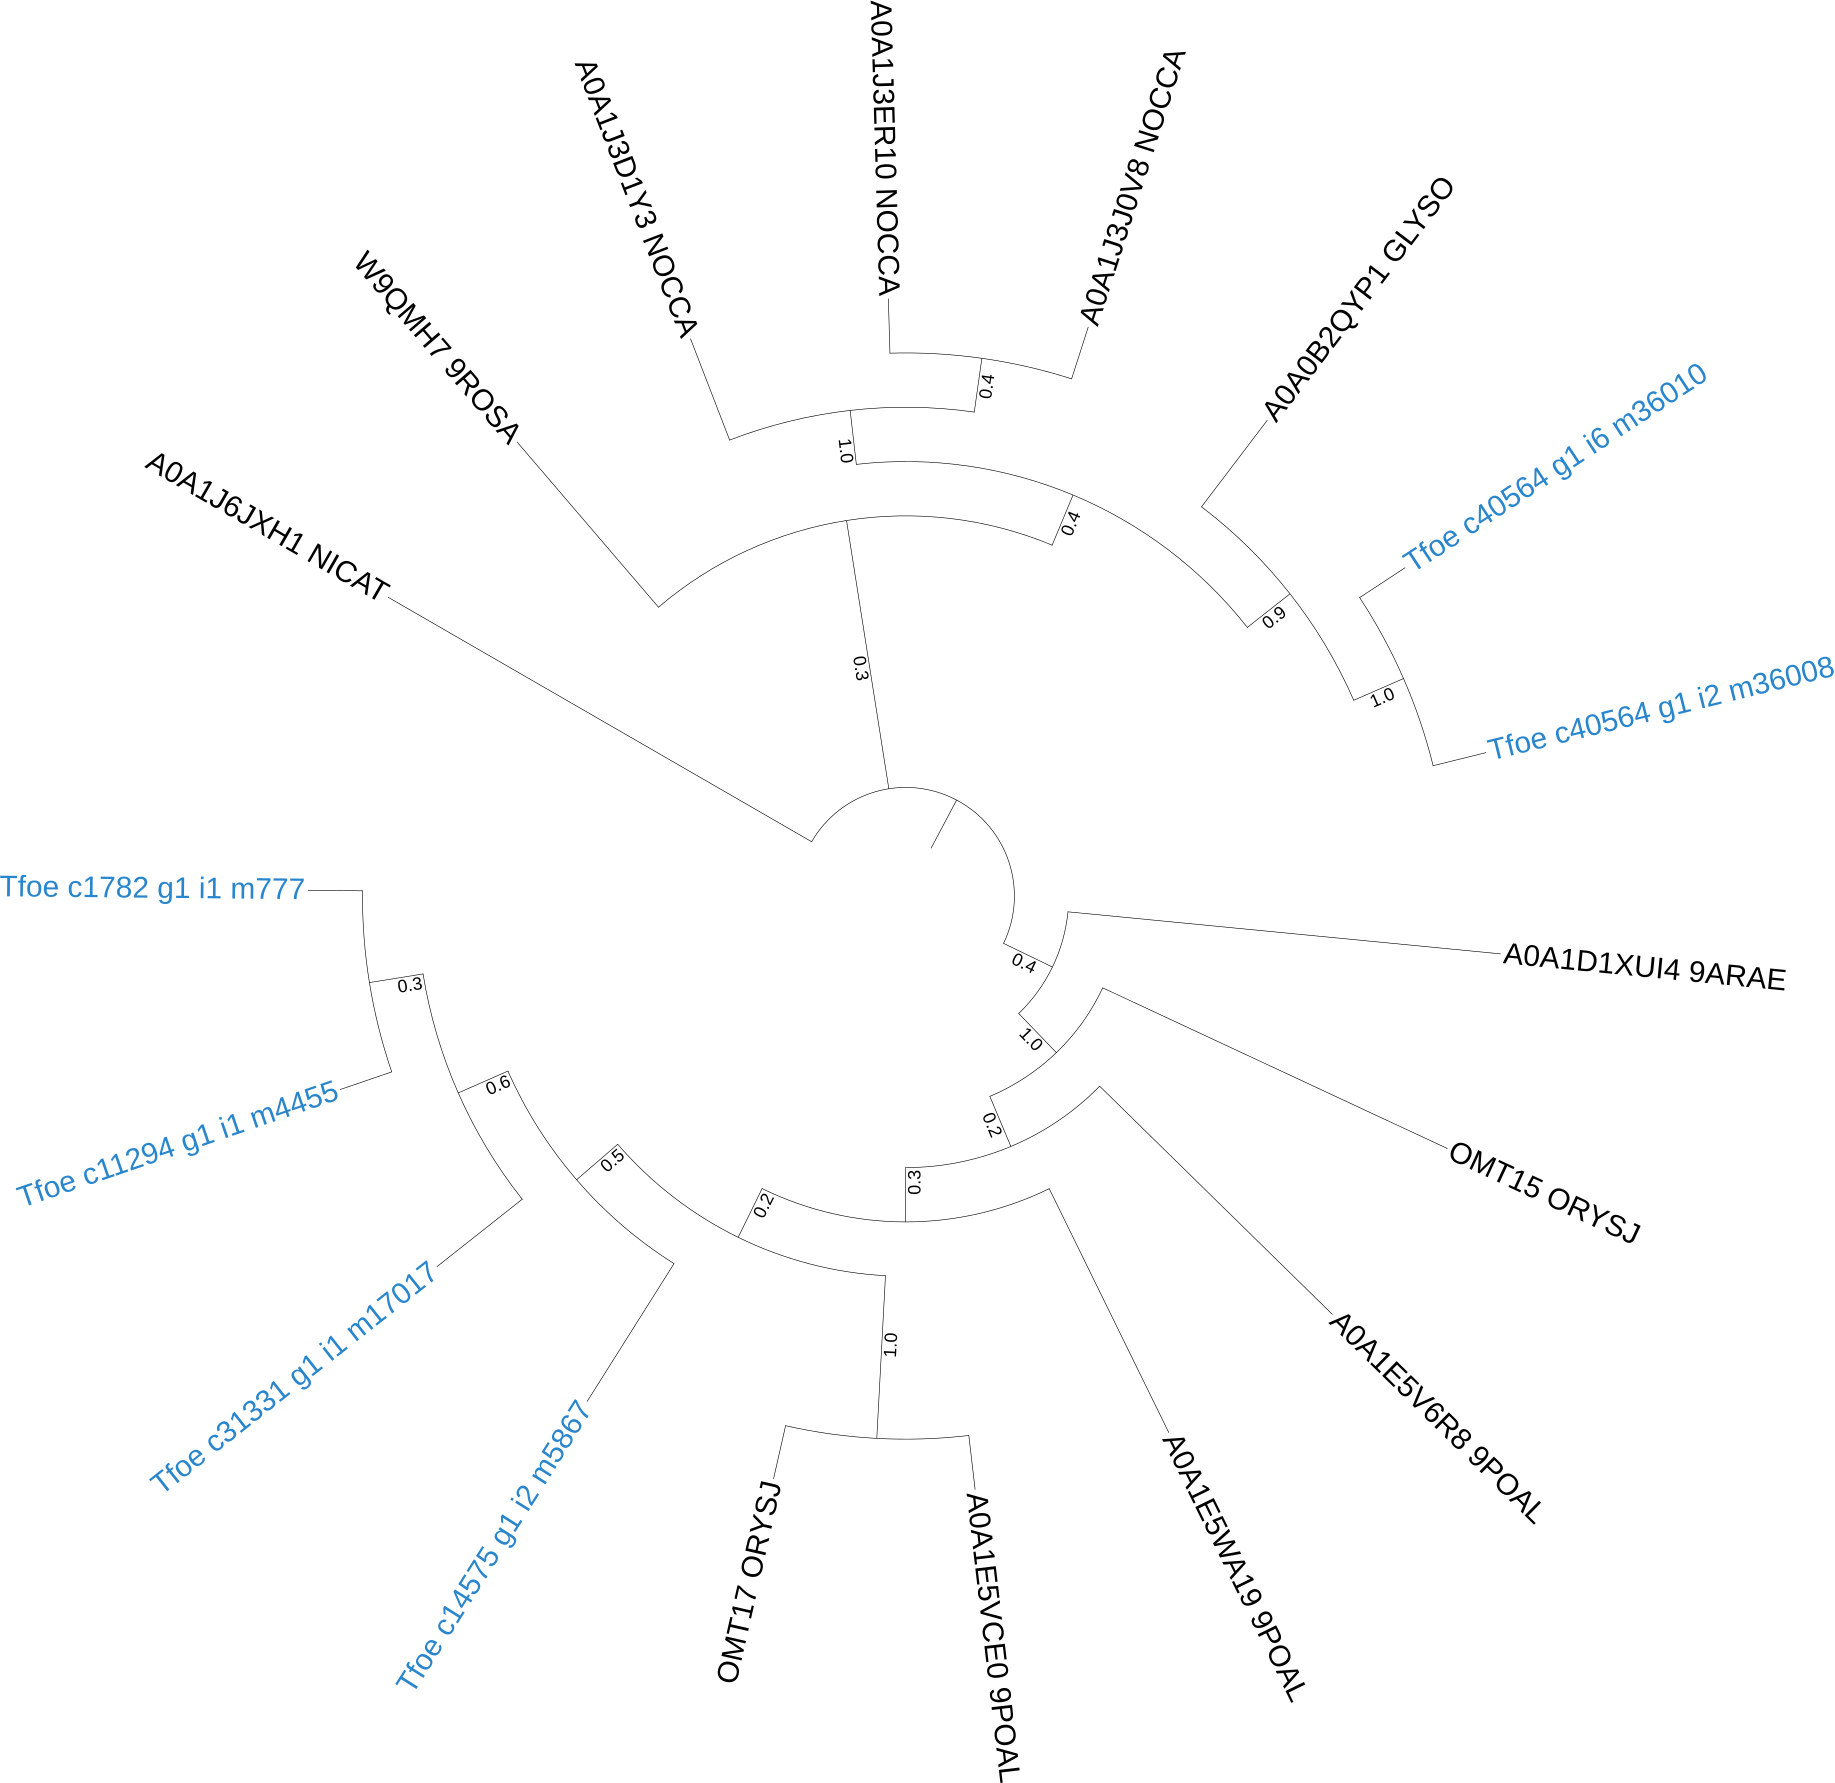 A0A1J3ER10 NOCCA
A0A1J3J0V8 NOCCA
A0A1J3D1Y3 NOCCA
A0A0B2QYP1 GLYSO
W9QMH7 9ROSA
Tfoe c40564 g1 i6 m36010
0.4
1.0
A0A1J6JXH1 NICAT
0.4
0.9
0.3
Tfoe c40564 g1 i2 m36008
1.0
Tfoe c1782 g1 i1 m777
0.4
A0A1D1XUI4 9ARAE
0.3
1.0
0.6
Tfoe c11294 g1 i1 m4455
0.2
0.5
0.3
OMT15 ORYSJ
0.2
Tfoe c31331 g1 i1 m17017
1.0
A0A1E5V6R8 9POAL
Tfoe c14575 g1 i2 m5867
OMT17 ORYSJ
A0A1E5VCE0 9POAL
A0A1E5WA19 9POAL